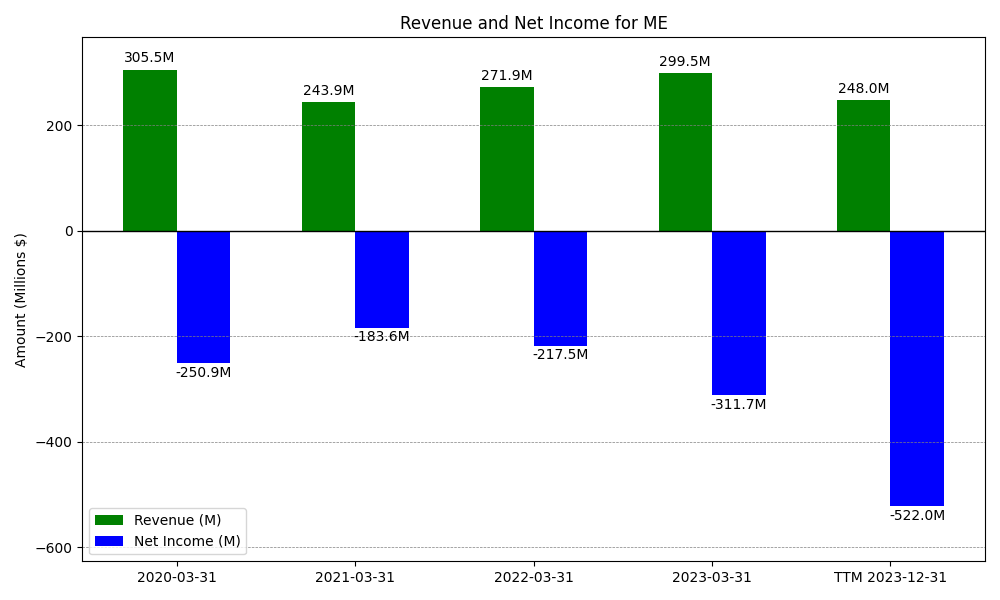 Revenue and Net Income for ME
305.5M
243.9M
271.9M
299.5M
248.0M
200
0
−200
−400
−600
Amount (Millions $)
-250.9M
-183.6M
-217.5M
-311.7M
-522.0M
Revenue (M)
Net Income (M)
2020-03-31
2021-03-31
2022-03-31
2023-03-31
TTM 2023-12-31